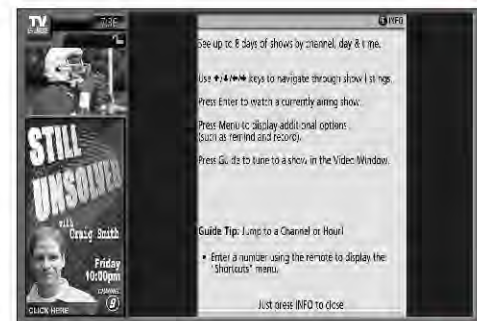 TV
GUIDE
7:36
INFO
See up to 8 days of shows by channel, day & time.
Use ↑/↓/←/→ keys to navigate through show listings.
Press Enter to watch a currently airing show.
Press Menu to display additional options
(such as remind and record).
Press Guide to tune to a show in the Video Window.
STILL
UNSOLVED
with
Craig Smith
Friday
10:00pm
CHANNEL
8
CLICK HERE
Guide Tip: Jump to a Channel or Hour!
• Enter a number using the remote to display the
"Shortcuts" menu.
Just press INFO to close